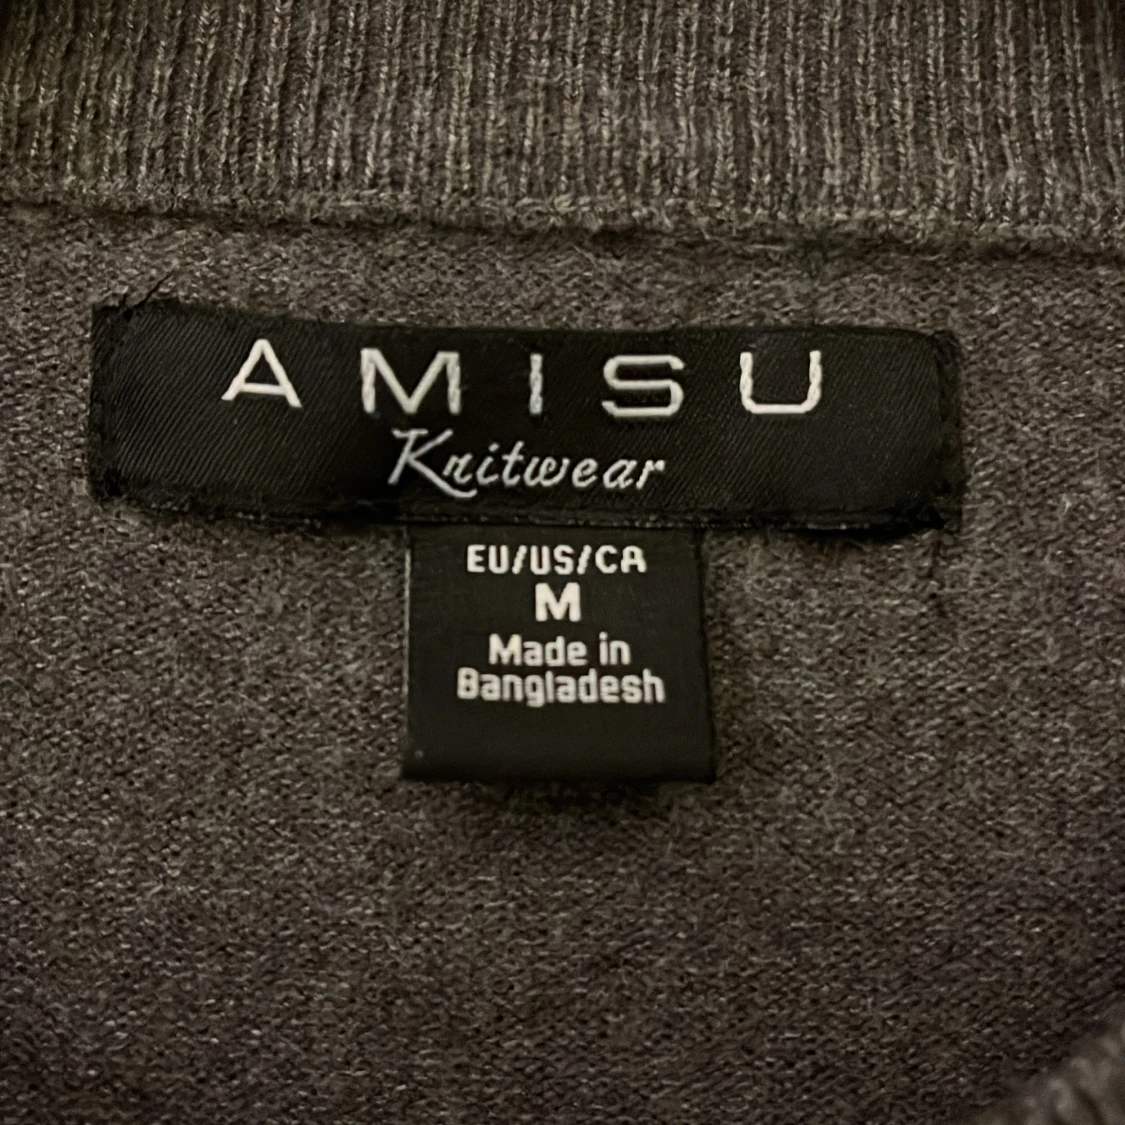 AMISU
Knitwear
EU/US/CA
M
Made in
Bangladesh